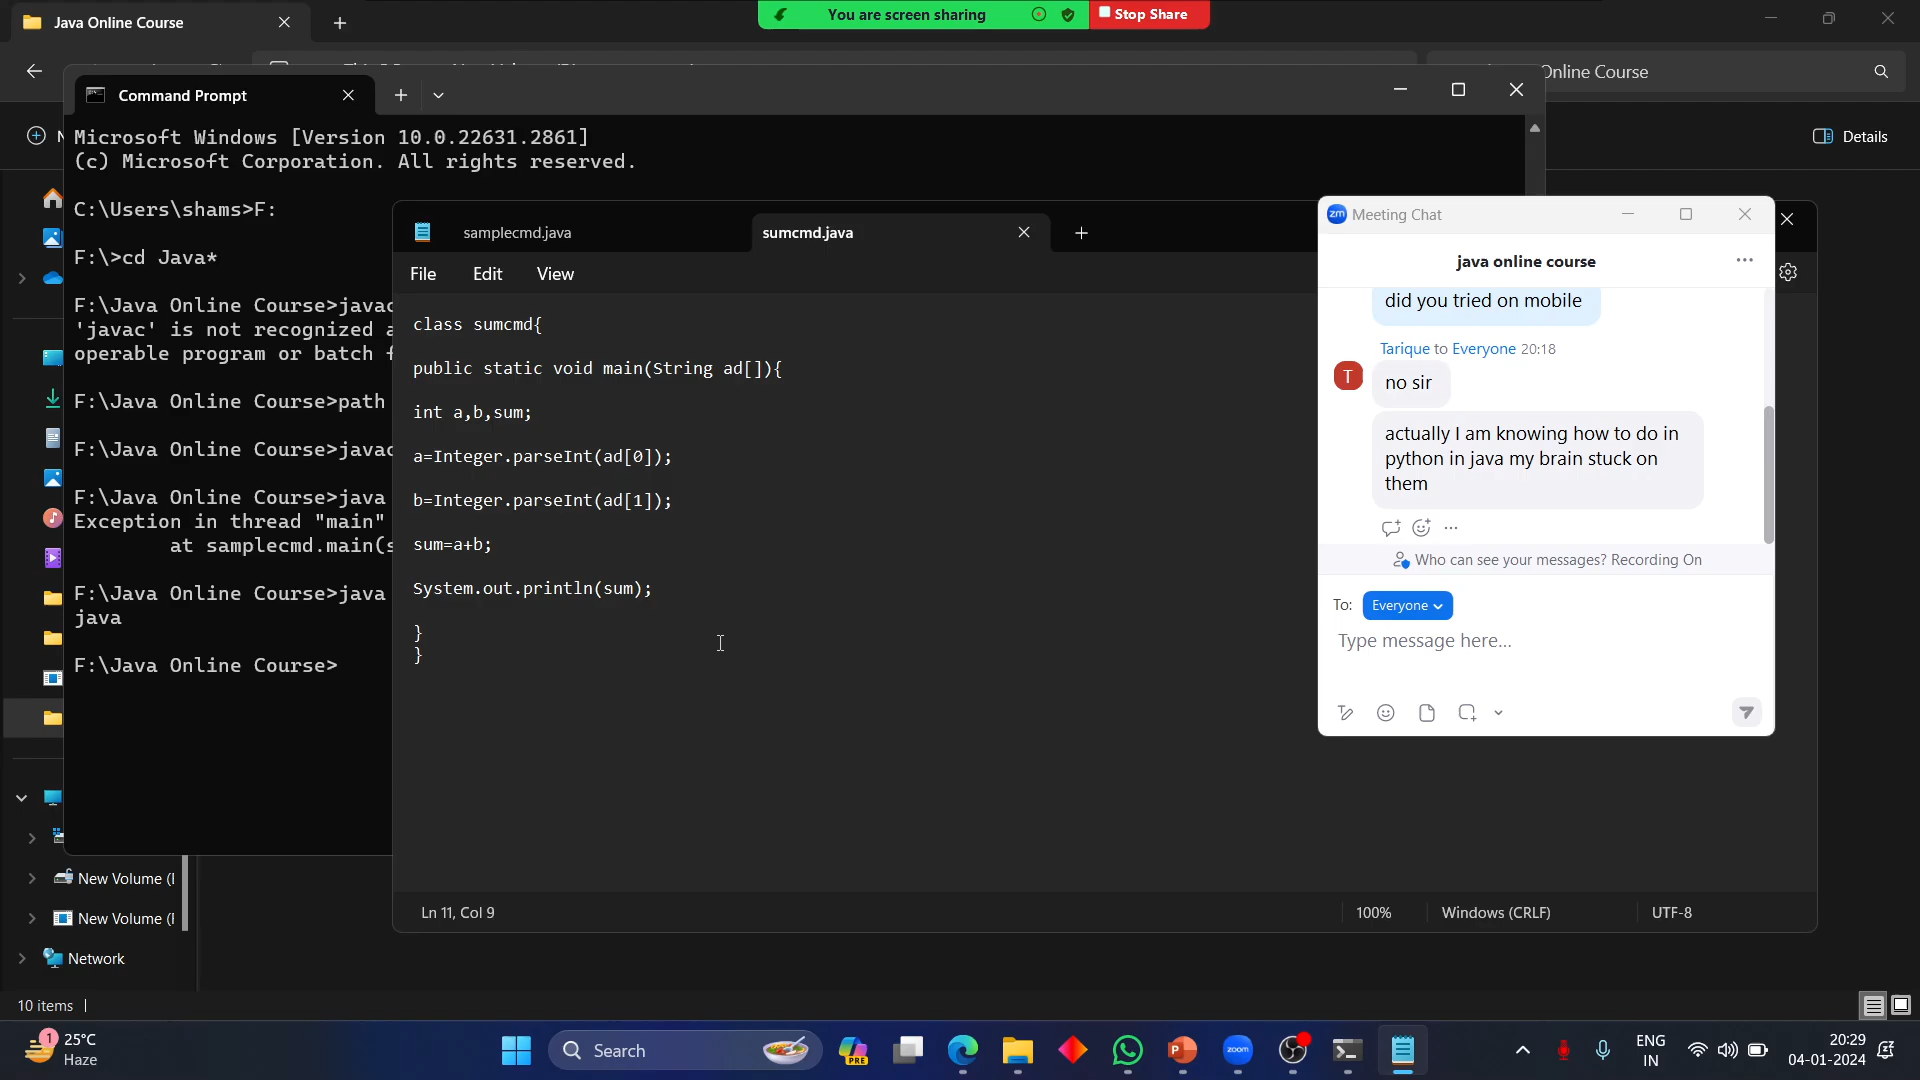 Java Online Course
You are screen sharing
Stop Share
Online Course
Details
Command Prompt
Microsoft Windows [Version 10.0.22631.2861]
(c) Microsoft Corporation. All rights reserved.
C:\Users\shams>F:
F:\>cd Java*
F:\Java Online Course>javac
'javac' is not recognized a
operable program or batch f
F:\Java Online Course>path
F:\Java Online Course>javac
F:\Java Online Course>java
Exception in thread "main"
at samplecmd.main(s
F:\Java Online Course>java
java
F:\Java Online Course>
samplecmd.java
sumcmd.java
File Edit View
class sumcmd{
public static void main(String ad[]){
int a,b,sum;
a=Integer.parseInt(ad[0]);
b=Integer.parseInt(ad[1]);
sum=a+b;
System.out.println(sum);
}
}
Ln 11, Col 9
100%
Windows (CRLF)
UTF-8
zm Meeting Chat
java online course
did you tried on mobile
Tarique to Everyone 20:18
T
no sir
actually I am knowing how to do in
python in java my brain stuck on
them
Who can see your messages? Recording On
To: Everyone
Type message here...
New Volume (
New Volume (
Network
10 items
1
25°C
Haze
Search
PRE
zoom
ENG
IN
20:29
04-01-2024